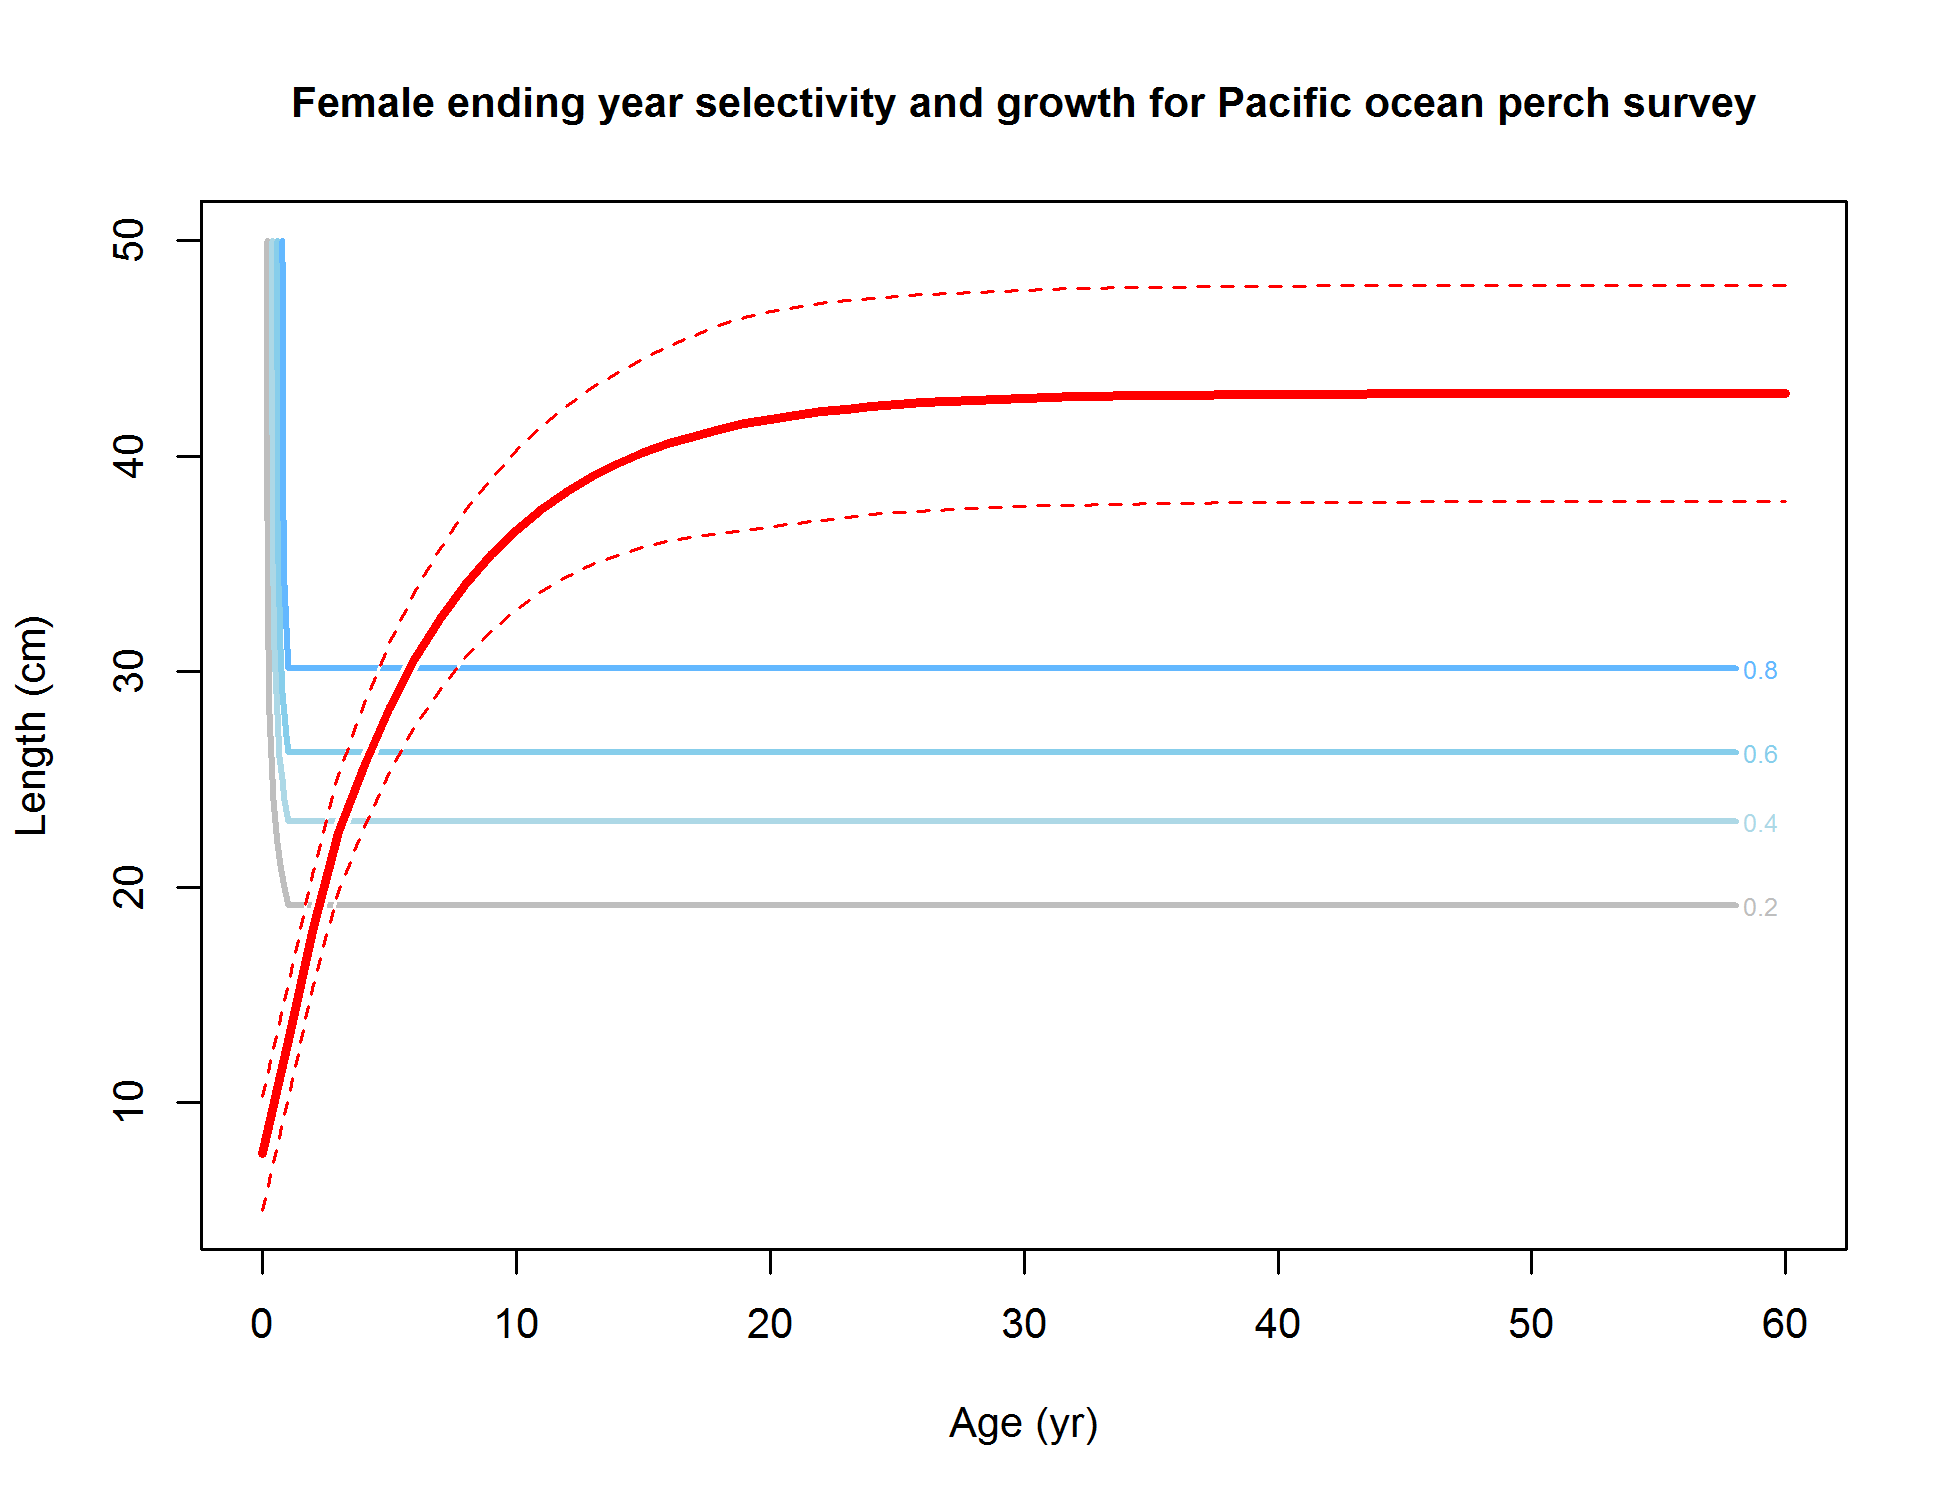 Female ending year selectivity and growth for Pacific ocean perch survey
50
40
30
20
10
Length (cm)
0.8
0.6
0.4
0.2
0 10 20 30 40 50 60
Age (yr)